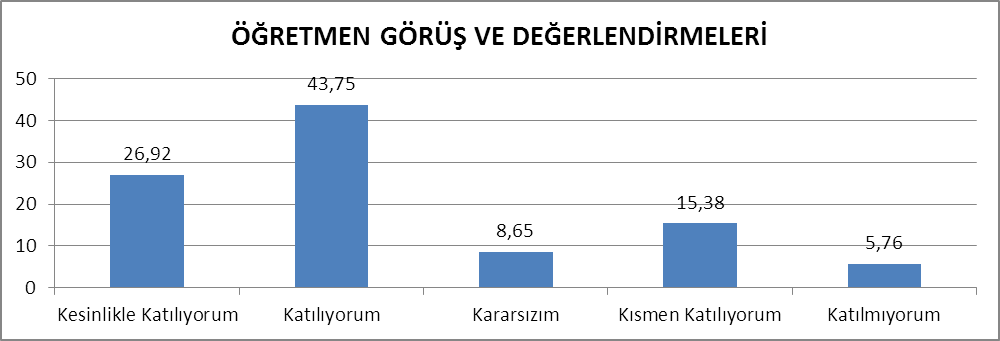 ÖĞRETMEN GÖRÜŞ VE DEĞERLENDİRMELERİ
50
40
30
20
10
0
26,92
43,75
8,65
15,38
5,76
Kesinlikle Katılıyorum
Katılıyorum
Kararsızım
Kısmen Katılıyorum
Katılmıyorum